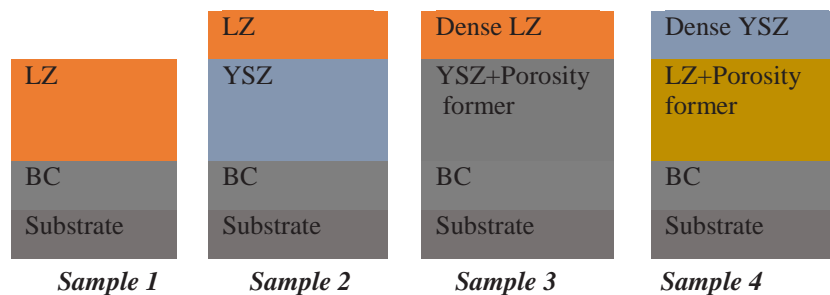 LZ
BC
Substrate
Sample 1
LZ
YSZ
BC
Substrate
Sample 2
Dense LZ
YSZ+Porosity
former
BC
Substrate
Sample 3
Dense YSZ
LZ+Porosity
former
BC
Substrate
Sample 4